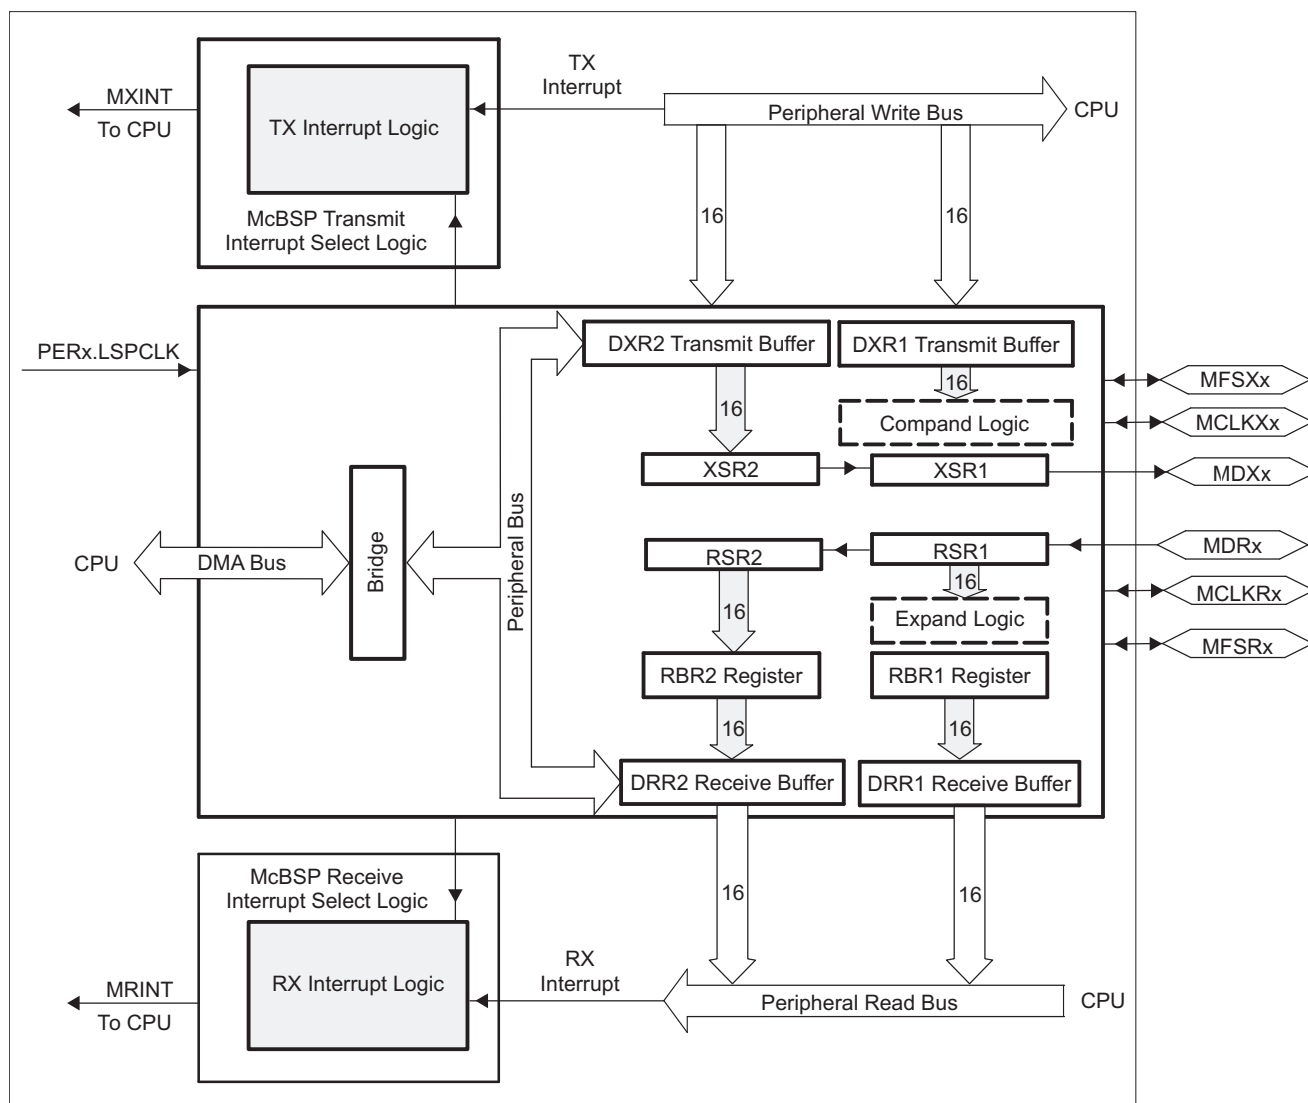 TX
Interrupt
MXINT
To CPU
TX Interrupt Logic
Peripheral Write Bus
CPU
McBSP Transmit
Interrupt Select Logic
16
16
PERx.LSPCLK
DXR2 Transmit Buffer
DXR1 Transmit Buffer
MFSXx
16
16
Compand Logic
MCLKXx
XSR2
XSR1
MDXx
Peripheral Bus
CPU
DMA Bus
Bridge
RSR2
RSR1
MDRx
16
16
Expand Logic
MCLKRx
MFSRx
RBR2 Register
RBR1 Register
16
16
DRR2 Receive Buffer
DRR1 Receive Buffer
McBSP Receive
Interrupt Select Logic
16
16
RX
Interrupt
MRINT
To CPU
RX Interrupt Logic
Peripheral Read Bus
CPU